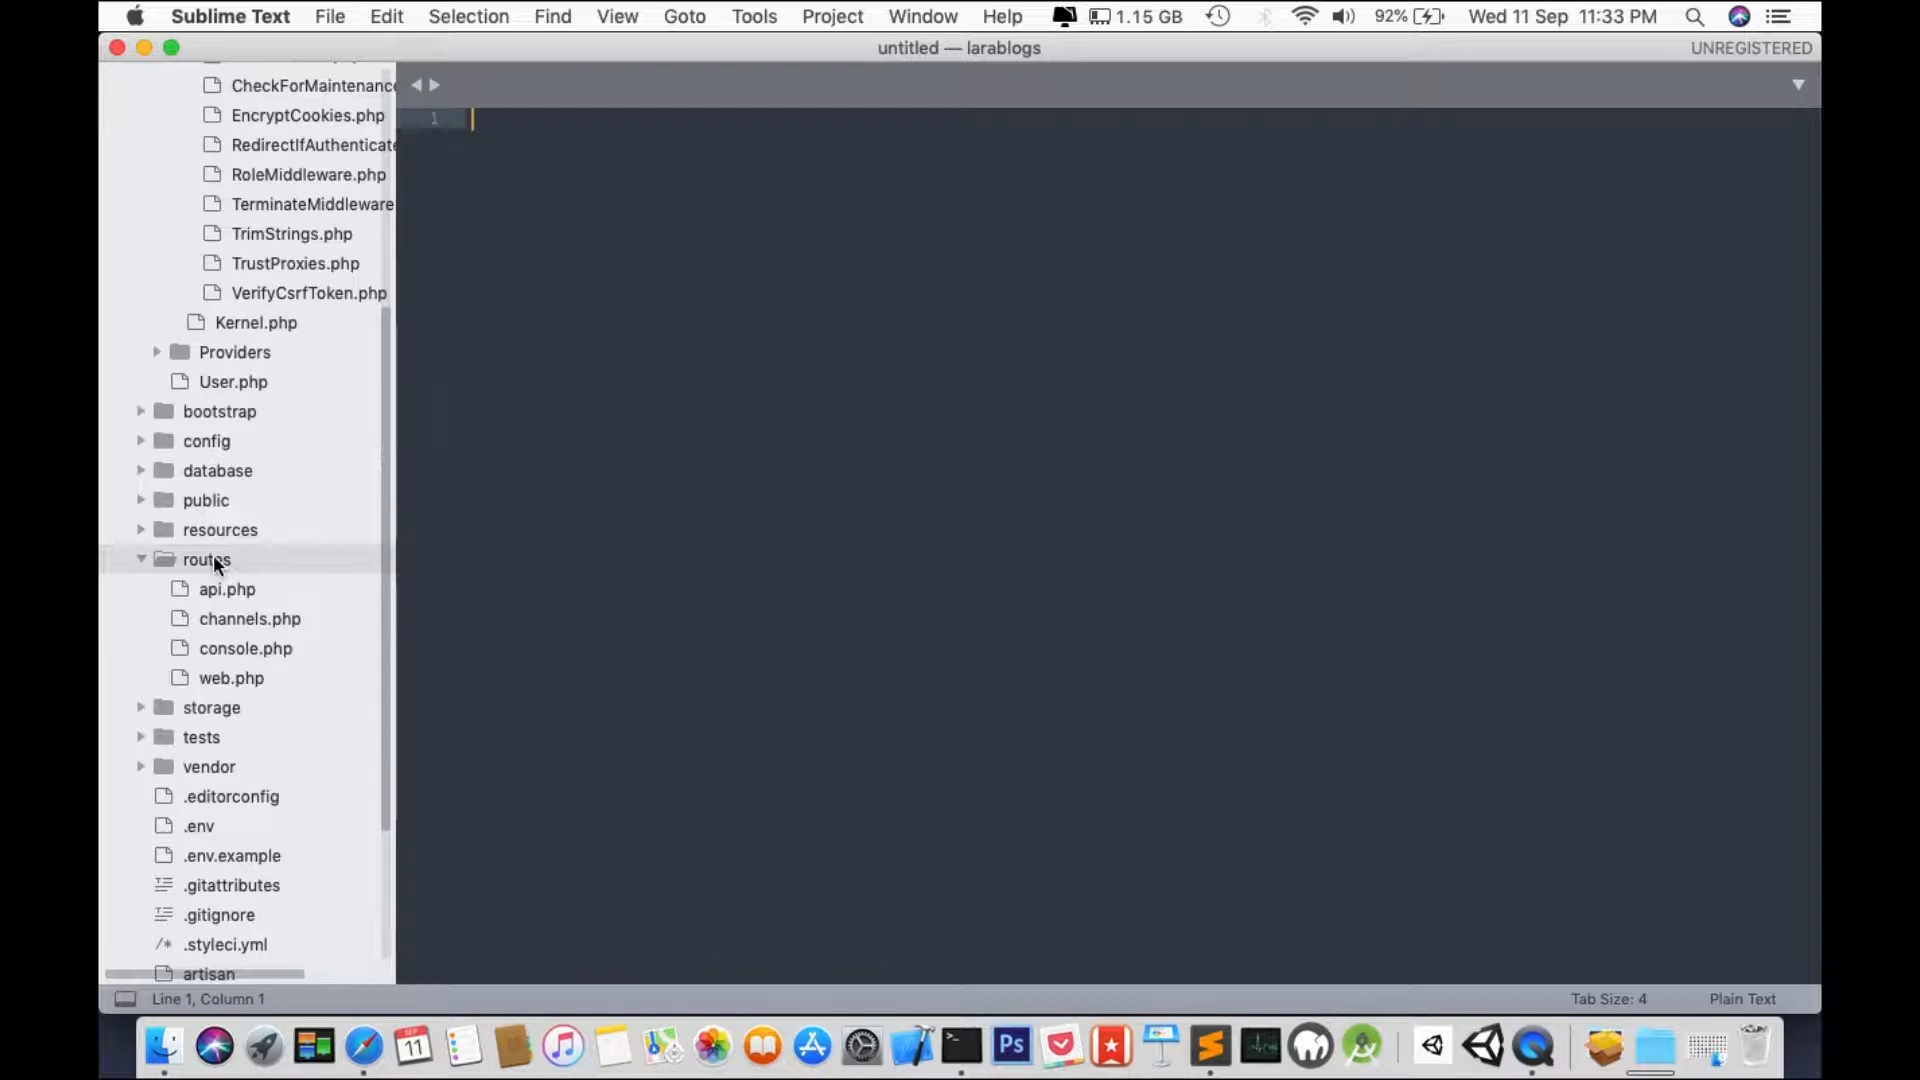 Sublime Text File Edit Selection Find View Goto Tools Project Window Help 1.15 GB 92% Wed 11 Sep 11:33 PM
untitled — larablogs UNREGISTERED
CheckForMaintenanc
EncryptCookies.php
RedirectIfAuthenticate
RoleMiddleware.php
TerminateMiddleware
TrimStrings.php
TrustProxies.php
VerifyCsrfToken.php
Kernel.php
Providers
User.php
bootstrap
config
database
public
resources
routes
api.php
channels.php
console.php
web.php
storage
tests
vendor
.editorconfig
.env
.env.example
.gitattributes
.gitignore
/* .styleci.yml
artisan
1
Line 1, Column 1 Tab Size: 4 Plain Text
SEP
11
>_
Ps